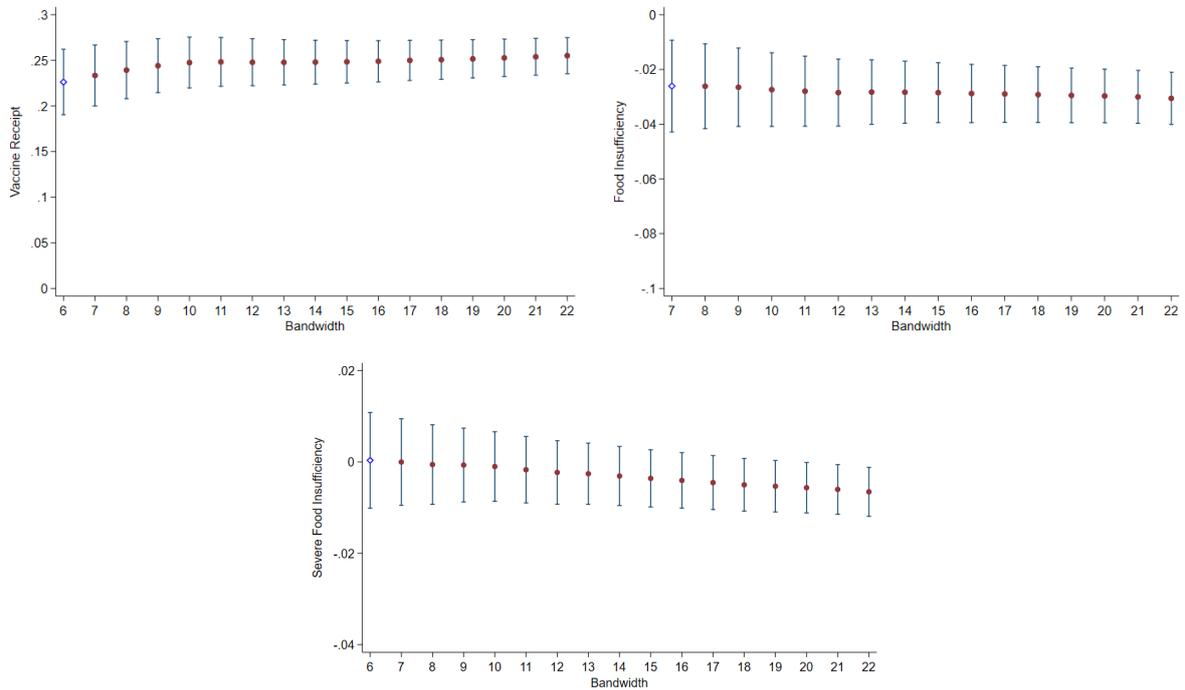 .3
.25
.2
.15
.1
.05
0
Vaccine Receipt
6 7 8 9 10 11 12 13 14 15 16 17 18 19 20 21 22
Bandwidth
0
-.02
-.04
-.06
-.08
-.1
Food Insufficiency
7 8 9 10 11 12 13 14 15 16 17 18 19 20 21 22
Bandwidth
.02
0
-.02
-.04
Severe Food Insufficiency
6 7 8 9 10 11 12 13 14 15 16 17 18 19 20 21 22
Bandwidth